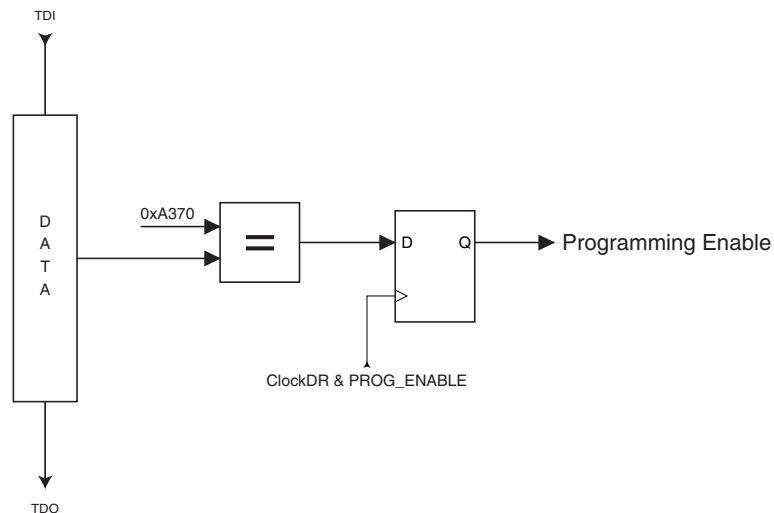 TDI
D
A
T
A
0xA370
=
D
Q
Programming Enable
ClockDR & PROG_ENABLE
TDO